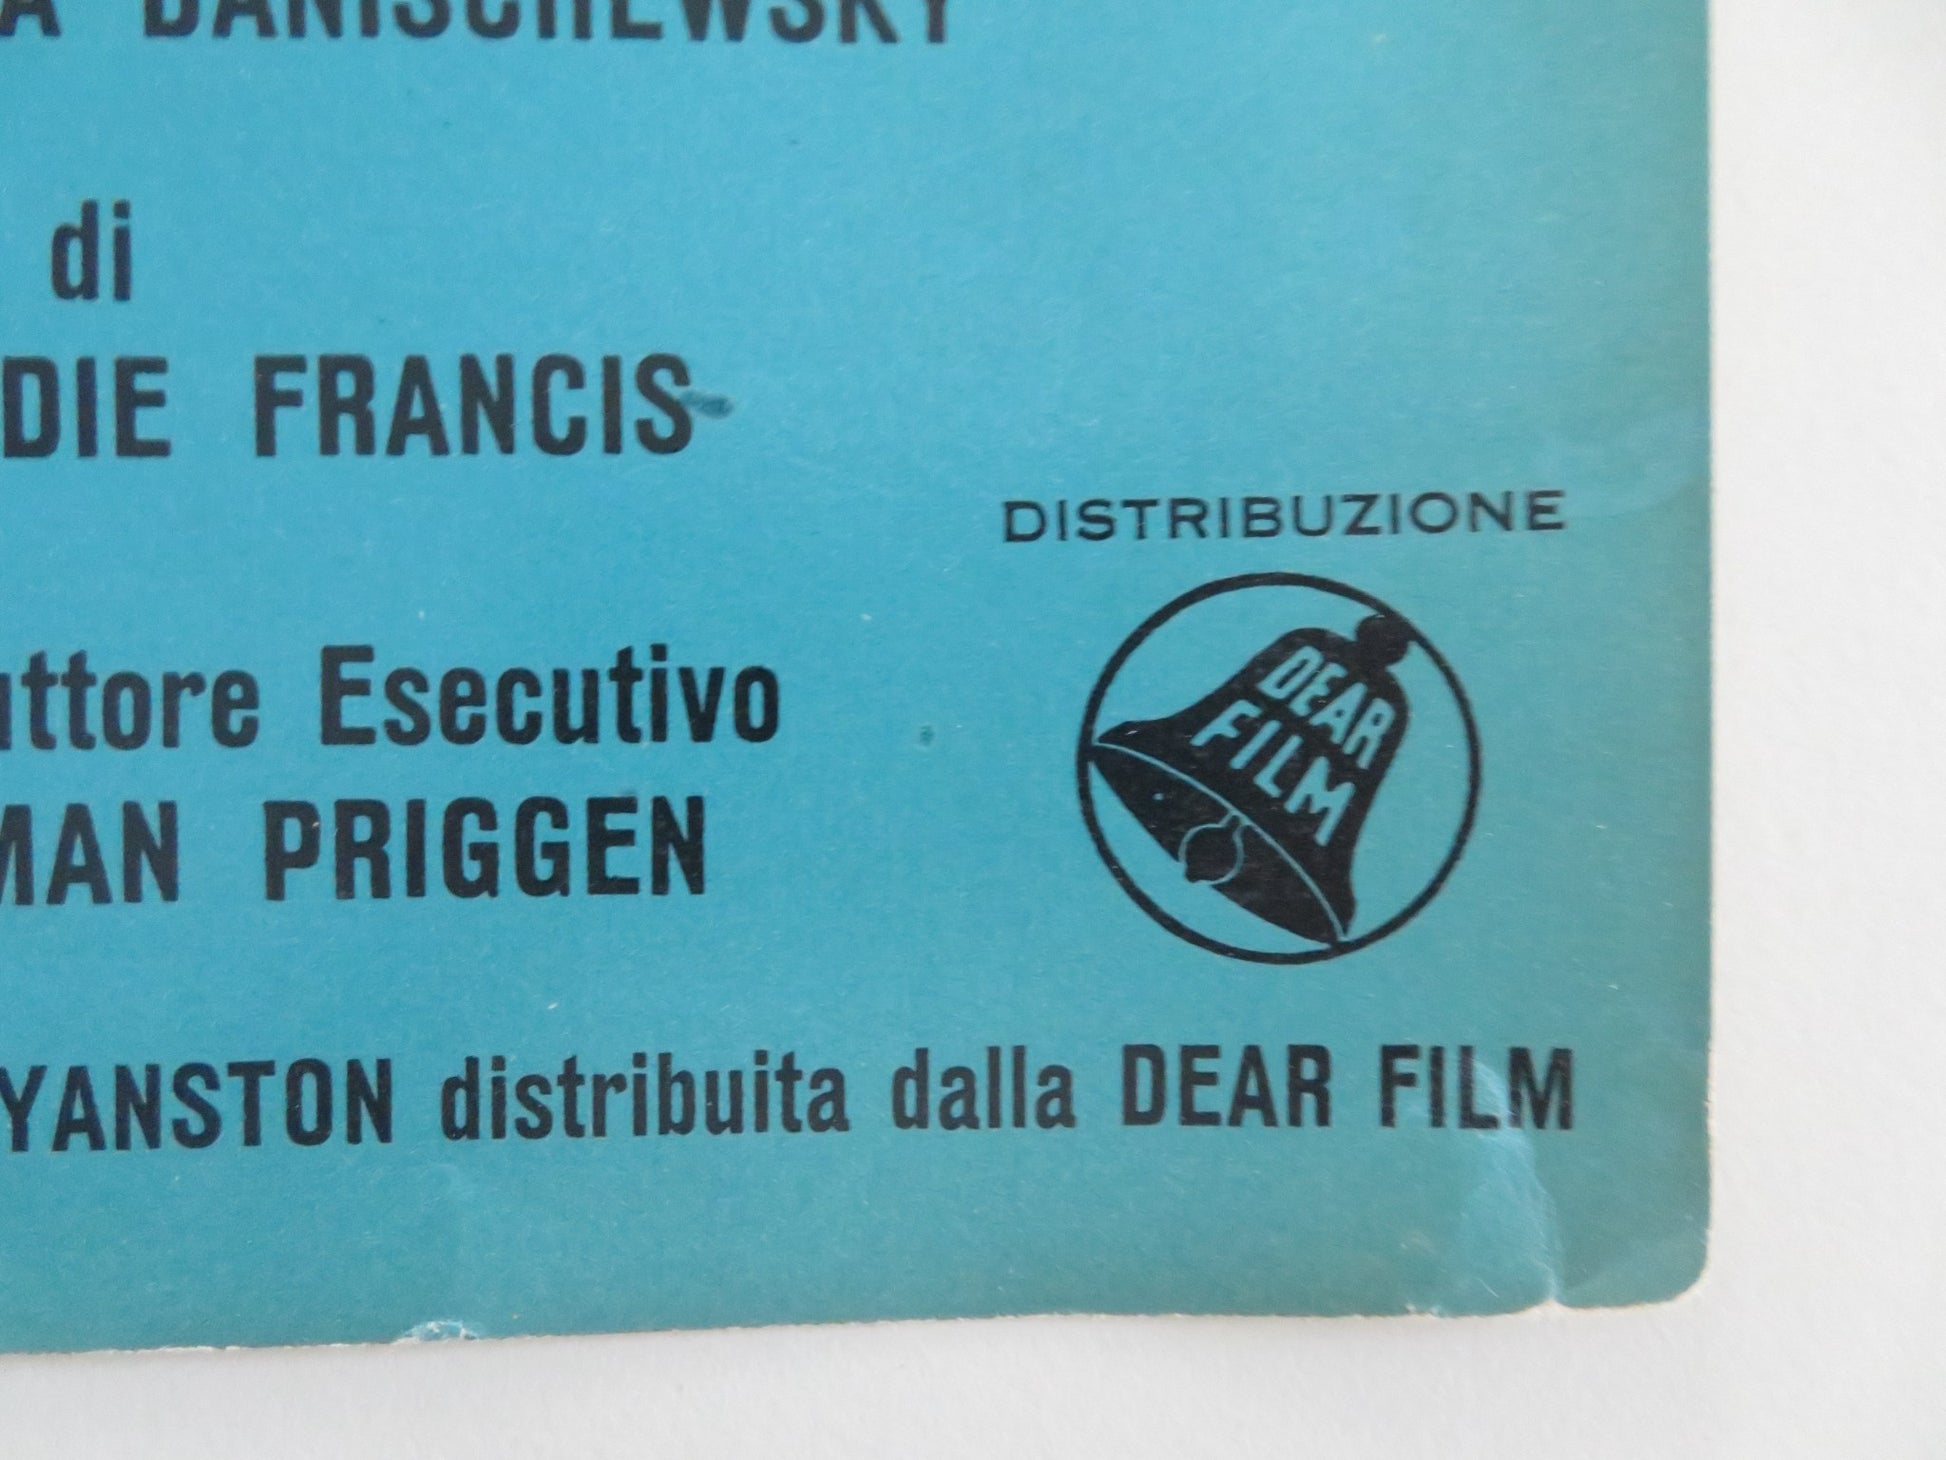 A DANISCHEWSKY
di
DIE FRANCIS
DISTRIBUZIONE
DEAR
FILM
uttore Esecutivo
MAN PRIGGEN
YANSTON distribuita dalla DEAR FILM